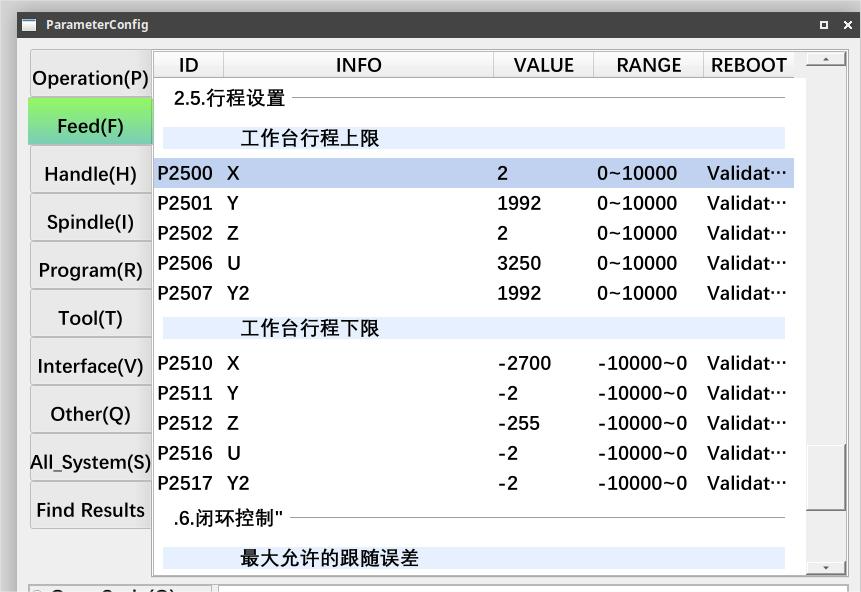 ParameterConfig
ID INFO VALUE RANGE REBOOT
Operation(P)
Feed(F)
Handle(H)
Spindle(I)
Program(R)
Tool(T)
Interface(V)
Other(Q)
All_System(S)
Find Results
2.5.行程设置
工作台行程上限
P2500 X 2 0~10000 Validat···
P2501 Y 1992 0~10000 Validat···
P2502 Z 2 0~10000 Validat···
P2506 U 3250 0~10000 Validat···
P2507 Y2 1992 0~10000 Validat···
工作台行程下限
P2510 X -2700 -10000~0 Validat···
P2511 Y -2 -10000~0 Validat···
P2512 Z -255 -10000~0 Validat···
P2516 U -2 -10000~0 Validat···
P2517 Y2 -2 -10000~0 Validat···
.6.闭环控制"
最大允许的跟随误差